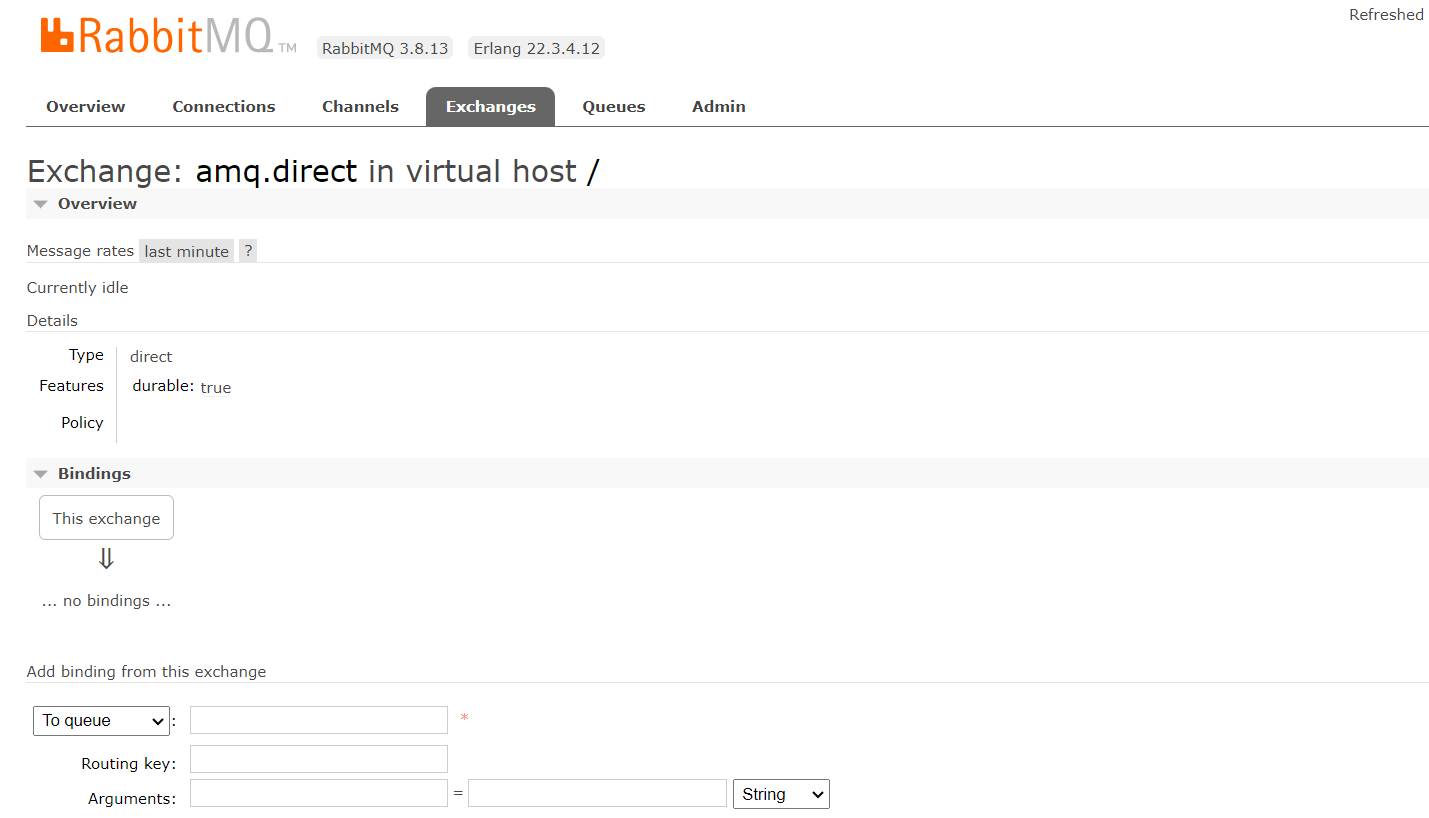 Refreshed
RabbitMQ TM RabbitMQ 3.8.13 Erlang 22.3.4.12
Overview Connections Channels Exchanges Queues Admin
Exchange: amq.direct in virtual host /
Overview
Message rates last minute ?
Currently idle
Details
Type direct
Features durable: true
Policy
Bindings
This exchange
⇓
... no bindings ...
Add binding from this exchange
To queue : *
Routing key:
Arguments: = String